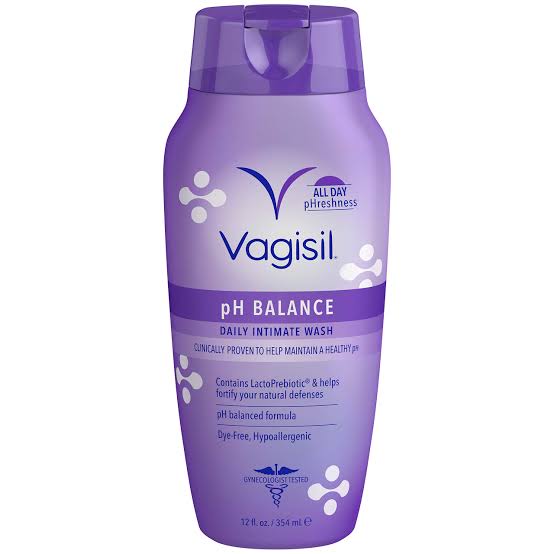 ALL DAY
pHreshness
Vagisil®
pH BALANCE
DAILY INTIMATE WASH
CLINICALLY PROVEN TO HELP MAINTAIN A HEALTHY pH
Contains LactoPrebiotic® & helps
fortify your natural defenses
pH balanced formula
Dye-Free, Hypoallergenic
GYNECOLOGIST TESTED
12 fl. oz. / 354 mL ℮